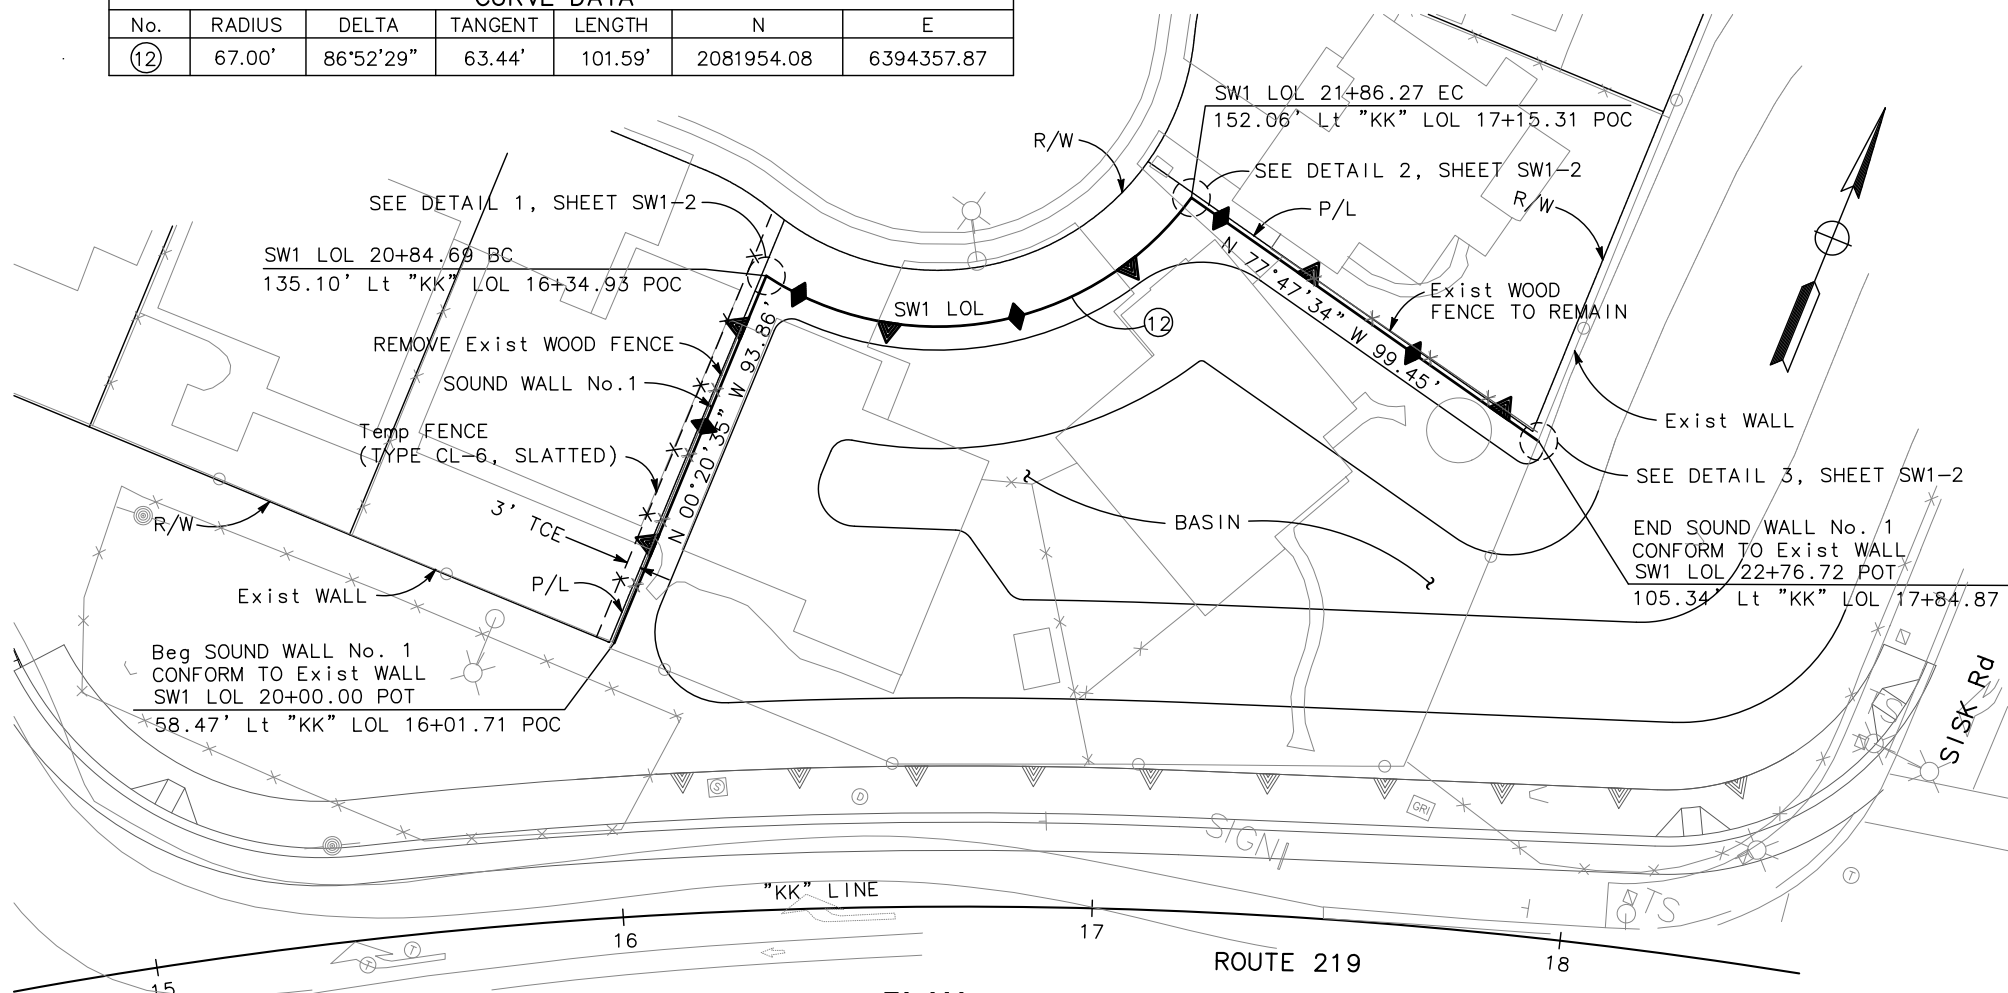 CURVE DATA
No. RADIUS DELTA TANGENT LENGTH N E
12 67.00' 86°52'29" 63.44' 101.59' 2081954.08 6394357.87
SW1 LOL 21+86.27 EC
152.06' Lt "KK" LOL 17+15.31 POC
R/W
SEE DETAIL 2, SHEET SW1-2
SEE DETAIL 1, SHEET SW1-2
P/L
R/W
SW1 LOL 20+84.69 BC
135.10' Lt "KK" LOL 16+34.93 POC
N 77°47'34" W 99.45'
Exist WOOD
FENCE TO REMAIN
SW1 LOL
12
REMOVE Exist WOOD FENCE
SOUND WALL No.1
N 00°20'35" W 93.86'
Exist WALL
Temp FENCE
(TYPE CL-6, SLATTED)
SEE DETAIL 3, SHEET SW1-2
3' TCE
R/W
BASIN
END SOUND WALL No. 1
CONFORM TO Exist WALL
SW1 LOL 22+76.72 POT
105.34' Lt "KK" LOL 17+84.87
P/L
Exist WALL
Beg SOUND WALL No. 1
CONFORM TO Exist WALL
SW1 LOL 20+00.00 POT
58.47' Lt "KK" LOL 16+01.71 POC
SISK Rd
TS
S
D
GRI
SIGN
T
TS
"KK" LINE
16
17
18
15
T
T
ROUTE 219